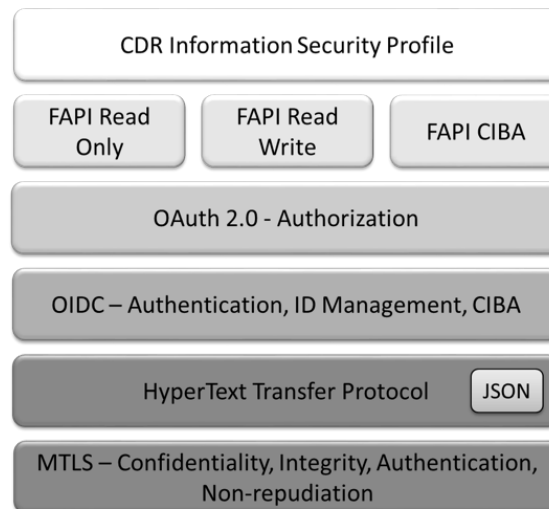 CDR Information Security Profile
FAPI Read
Only
FAPI Read
Write
FAPI CIBA
OAuth 2.0 - Authorization
OIDC – Authentication, ID Management, CIBA
HyperText Transfer Protocol
JSON
MTLS – Confidentiality, Integrity, Authentication,
Non-repudiation